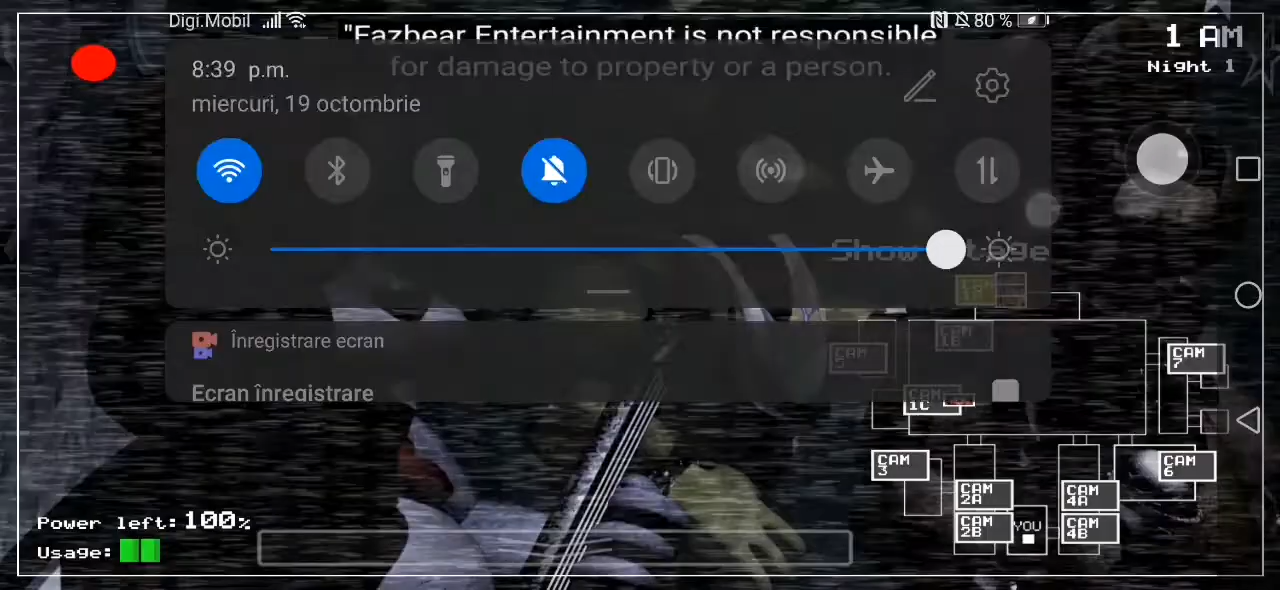 Digi.Mobil
80 %
"Fazbear Entertainment is not responsible
for damage to property or a person.
1 AM
Night 1
8:39 p.m.
miercuri, 19 octombrie
Show Stage
Înregistrare ecran
Ecran înregistrare
CAM
1B
CAM
5
CAM
7
CAM
1C
CAM
3
CAM
6
CAM
2A
CAM
4A
CAM
2B
YOU
CAM
4B
Power left: 100%
Usage: